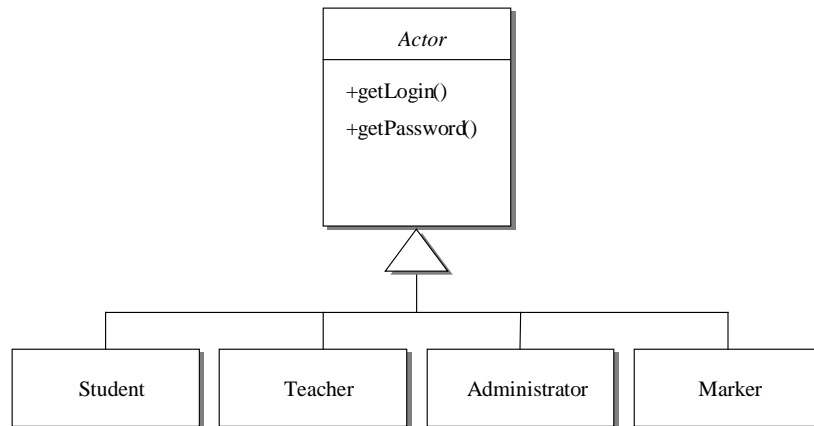 Actor
+getLogin()
+getPassword()
Student
Teacher
Administrator
Marker